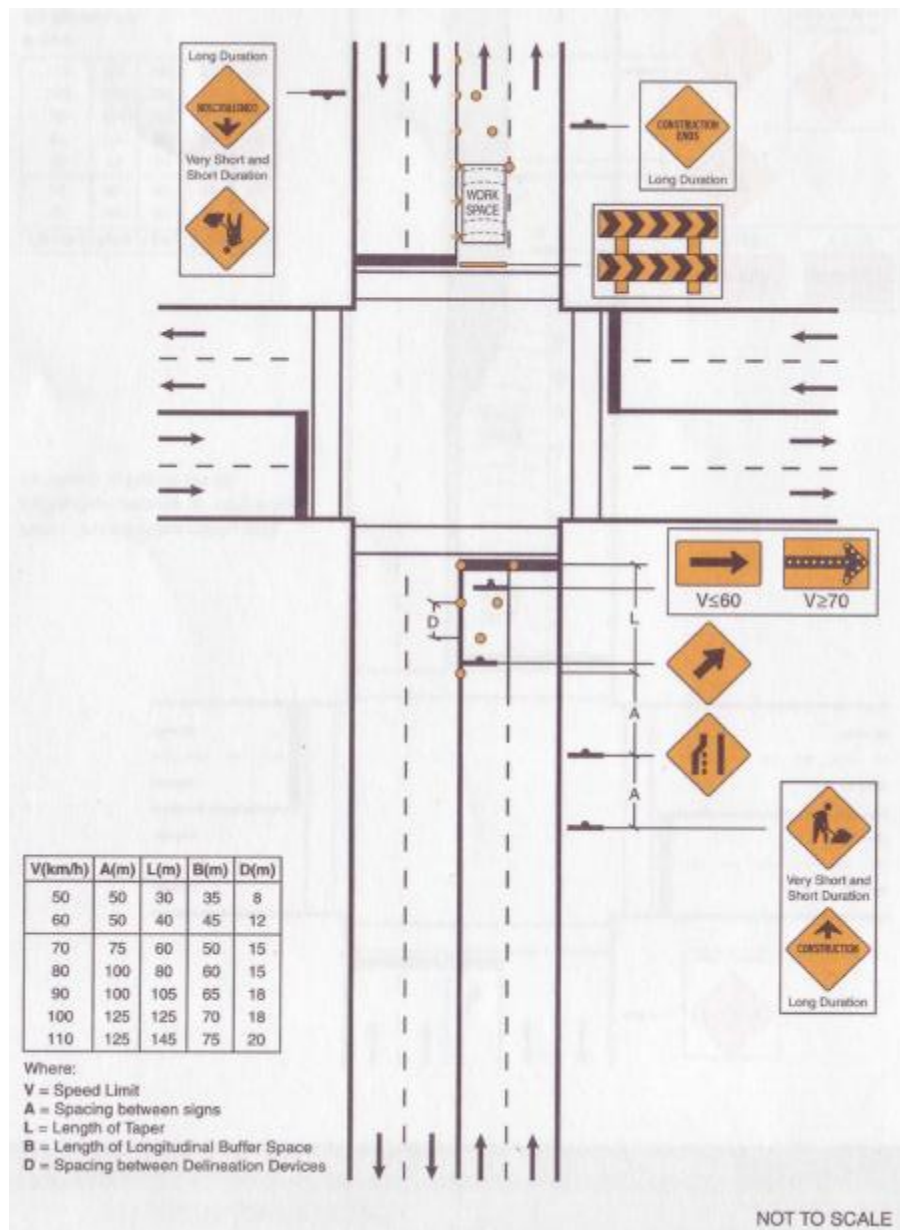 Long Duration
CONSTRUCTION
Very Short and
Short Duration
WORK
SPACE
CONSTRUCTION
ENDS
Long Duration
V≤60 V≥70
L
D
A
A
Very Short and
Short Duration
CONSTRUCTION
Long Duration
V(km/h) A(m) L(m) B(m) D(m)
50 50 30 35 8
60 50 40 45 12
70 75 60 50 15
80 100 80 60 15
90 100 105 65 18
100 125 125 70 18
110 125 145 75 20
Where:
V = Speed Limit
A = Spacing between signs
L = Length of Taper
B = Length of Longitudinal Buffer Space
D = Spacing between Delineation Devices
NOT TO SCALE